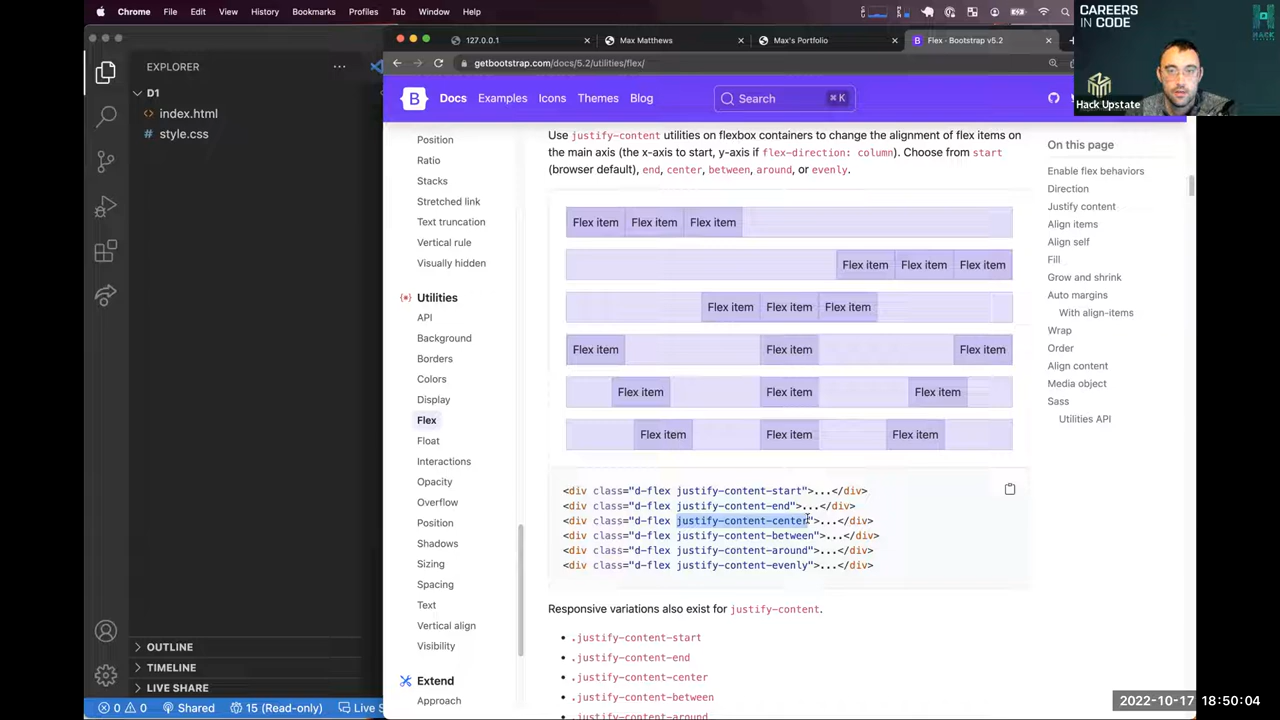 Chrome File Edit View History Bookmarks Profiles Tab Window Help
CAREERS
IN
CODE
HACK
UPSTATE
Hack Upstate
EXPLORER
D1
index.html
style.css
OUTLINE
TIMELINE
LIVE SHARE
0 0 Shared 15 (Read-only) Live S
127.0.0.1
Max Matthews
Max's Portfolio
Flex · Bootstrap v5.2
getbootstrap.com/docs/5.2/utilities/flex/
B Docs Examples Icons Themes Blog Search ⌘K
Position
Ratio
Stacks
Stretched link
Text truncation
Vertical rule
Visually hidden
Utilities
API
Background
Borders
Colors
Display
Flex
Float
Interactions
Opacity
Overflow
Position
Shadows
Sizing
Spacing
Text
Vertical align
Visibility
Extend
Approach
Use justify-content utilities on flexbox containers to change the alignment of flex items on
the main axis (the x-axis to start, y-axis if flex-direction: column). Choose from start
(browser default), end, center, between, around, or evenly.
Flex item Flex item Flex item
Flex item Flex item Flex item
Flex item Flex item Flex item
Flex item Flex item Flex item
Flex item Flex item Flex item
Flex item Flex item Flex item
<div class="d-flex justify-content-start">...</div>
<div class="d-flex justify-content-end">...</div>
<div class="d-flex justify-content-center">...</div>
<div class="d-flex justify-content-between">...</div>
<div class="d-flex justify-content-around">...</div>
<div class="d-flex justify-content-evenly">...</div>
Responsive variations also exist for justify-content.
• .justify-content-start
• .justify-content-end
• .justify-content-center
• .justify-content-between
• .justify-content-around
On this page
Enable flex behaviors
Direction
Justify content
Align items
Align self
Fill
Grow and shrink
Auto margins
With align-items
Wrap
Order
Align content
Media object
Sass
Utilities API
2022-10-17 18:50:04